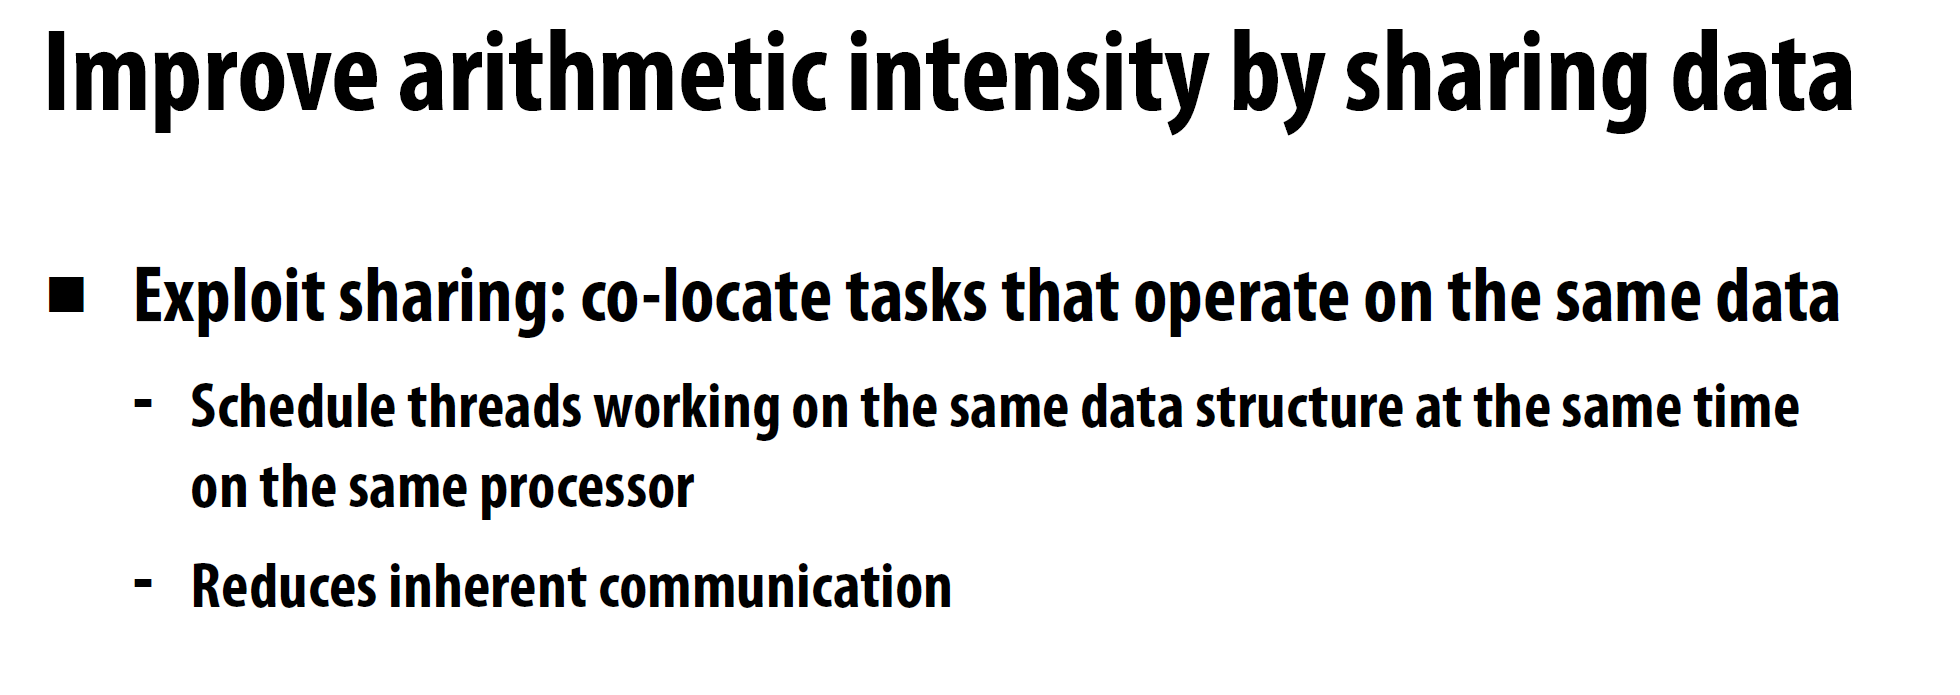 Improve arithmetic intensity by sharing data
■ Exploit sharing: co-locate tasks that operate on the same data
- Schedule threads working on the same data structure at the same time
on the same processor
- Reduces inherent communication